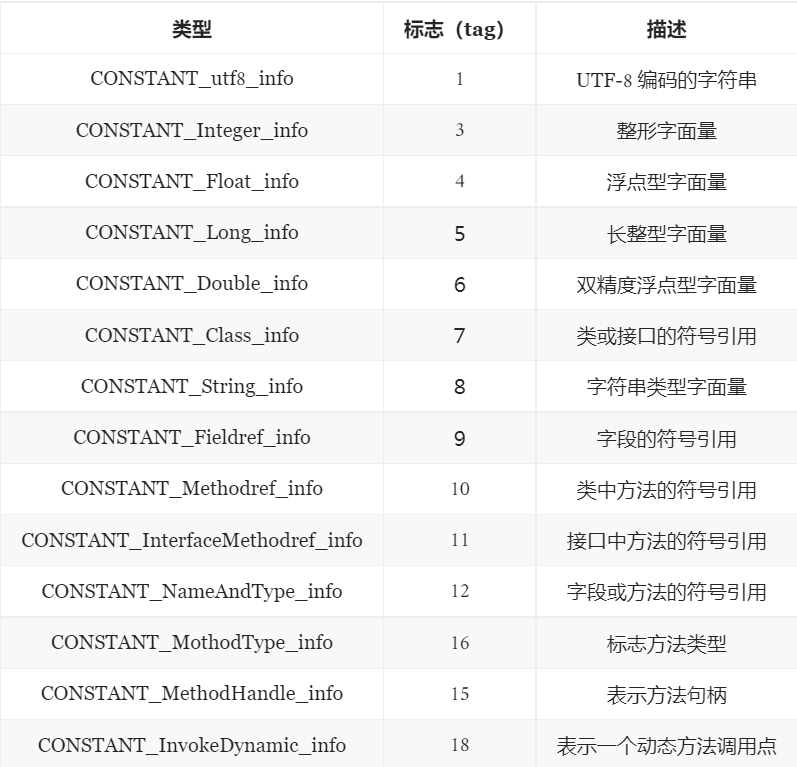 类型 标志（tag） 描述
CONSTANT_utf8_info 1 UTF-8 编码的字符串
CONSTANT_Integer_info 3 整形字面量
CONSTANT_Float_info 4 浮点型字面量
CONSTANT_Long_info 5 长整型字面量
CONSTANT_Double_info 6 双精度浮点型字面量
CONSTANT_Class_info 7 类或接口的符号引用
CONSTANT_String_info 8 字符串类型字面量
CONSTANT_Fieldref_info 9 字段的符号引用
CONSTANT_Methodref_info 10 类中方法的符号引用
CONSTANT_InterfaceMethodref_info 11 接口中方法的符号引用
CONSTANT_NameAndType_info 12 字段或方法的符号引用
CONSTANT_MothodType_info 16 标志方法类型
CONSTANT_MethodHandle_info 15 表示方法句柄
CONSTANT_InvokeDynamic_info 18 表示一个动态方法调用点